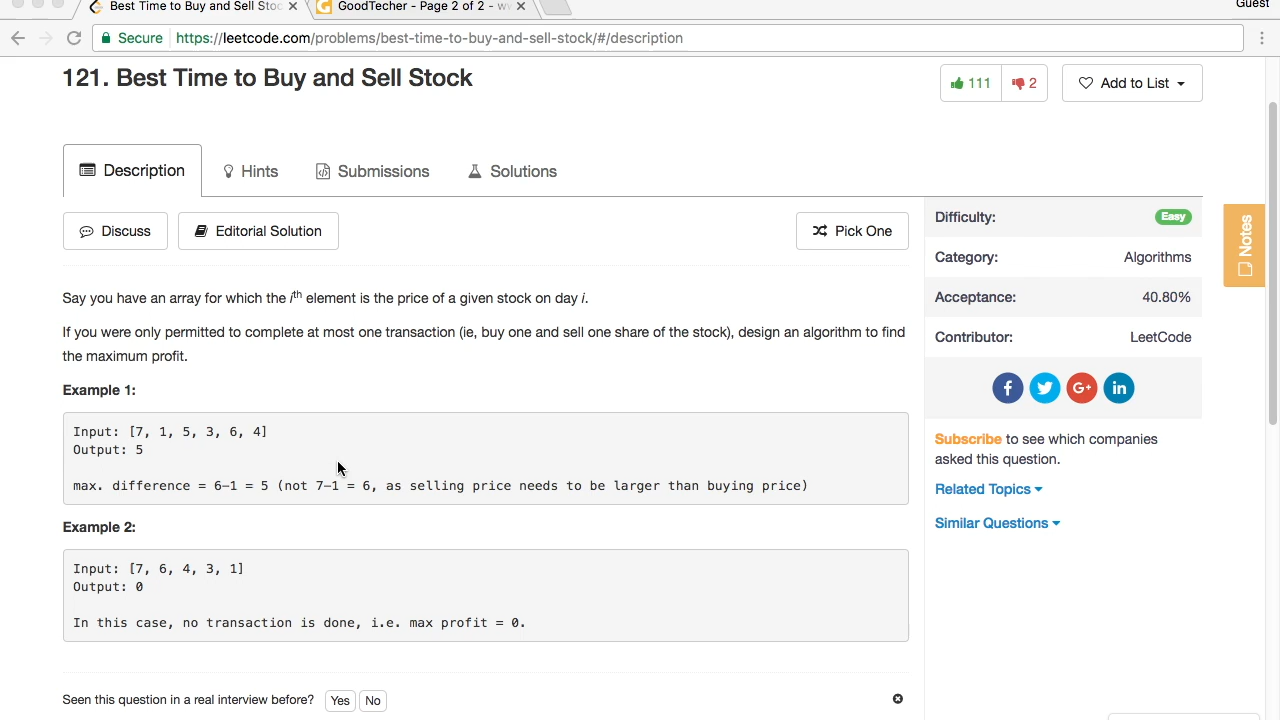 Best Time to Buy and Sell Stoc
GoodTecher - Page 2 of 2 - w
Guest
Secure https://leetcode.com/problems/best-time-to-buy-and-sell-stock/#/description
121. Best Time to Buy and Sell Stock
111
2
Add to List
Description
Hints
Submissions
Solutions
Discuss
Editorial Solution
Pick One
Difficulty:
Easy
Category:
Algorithms
Acceptance:
40.80%
Contributor:
LeetCode
Notes
Say you have an array for which the ith element is the price of a given stock on day i.
If you were only permitted to complete at most one transaction (ie, buy one and sell one share of the stock), design an algorithm to find
the maximum profit.
Example 1:
Input: [7, 1, 5, 3, 6, 4]
Output: 5
max. difference = 6-1 = 5 (not 7-1 = 6, as selling price needs to be larger than buying price)
Example 2:
Input: [7, 6, 4, 3, 1]
Output: 0
In this case, no transaction is done, i.e. max profit = 0.
f
G+
in
Subscribe to see which companies
asked this question.
Related Topics
Similar Questions
Seen this question in a real interview before?
Yes
No